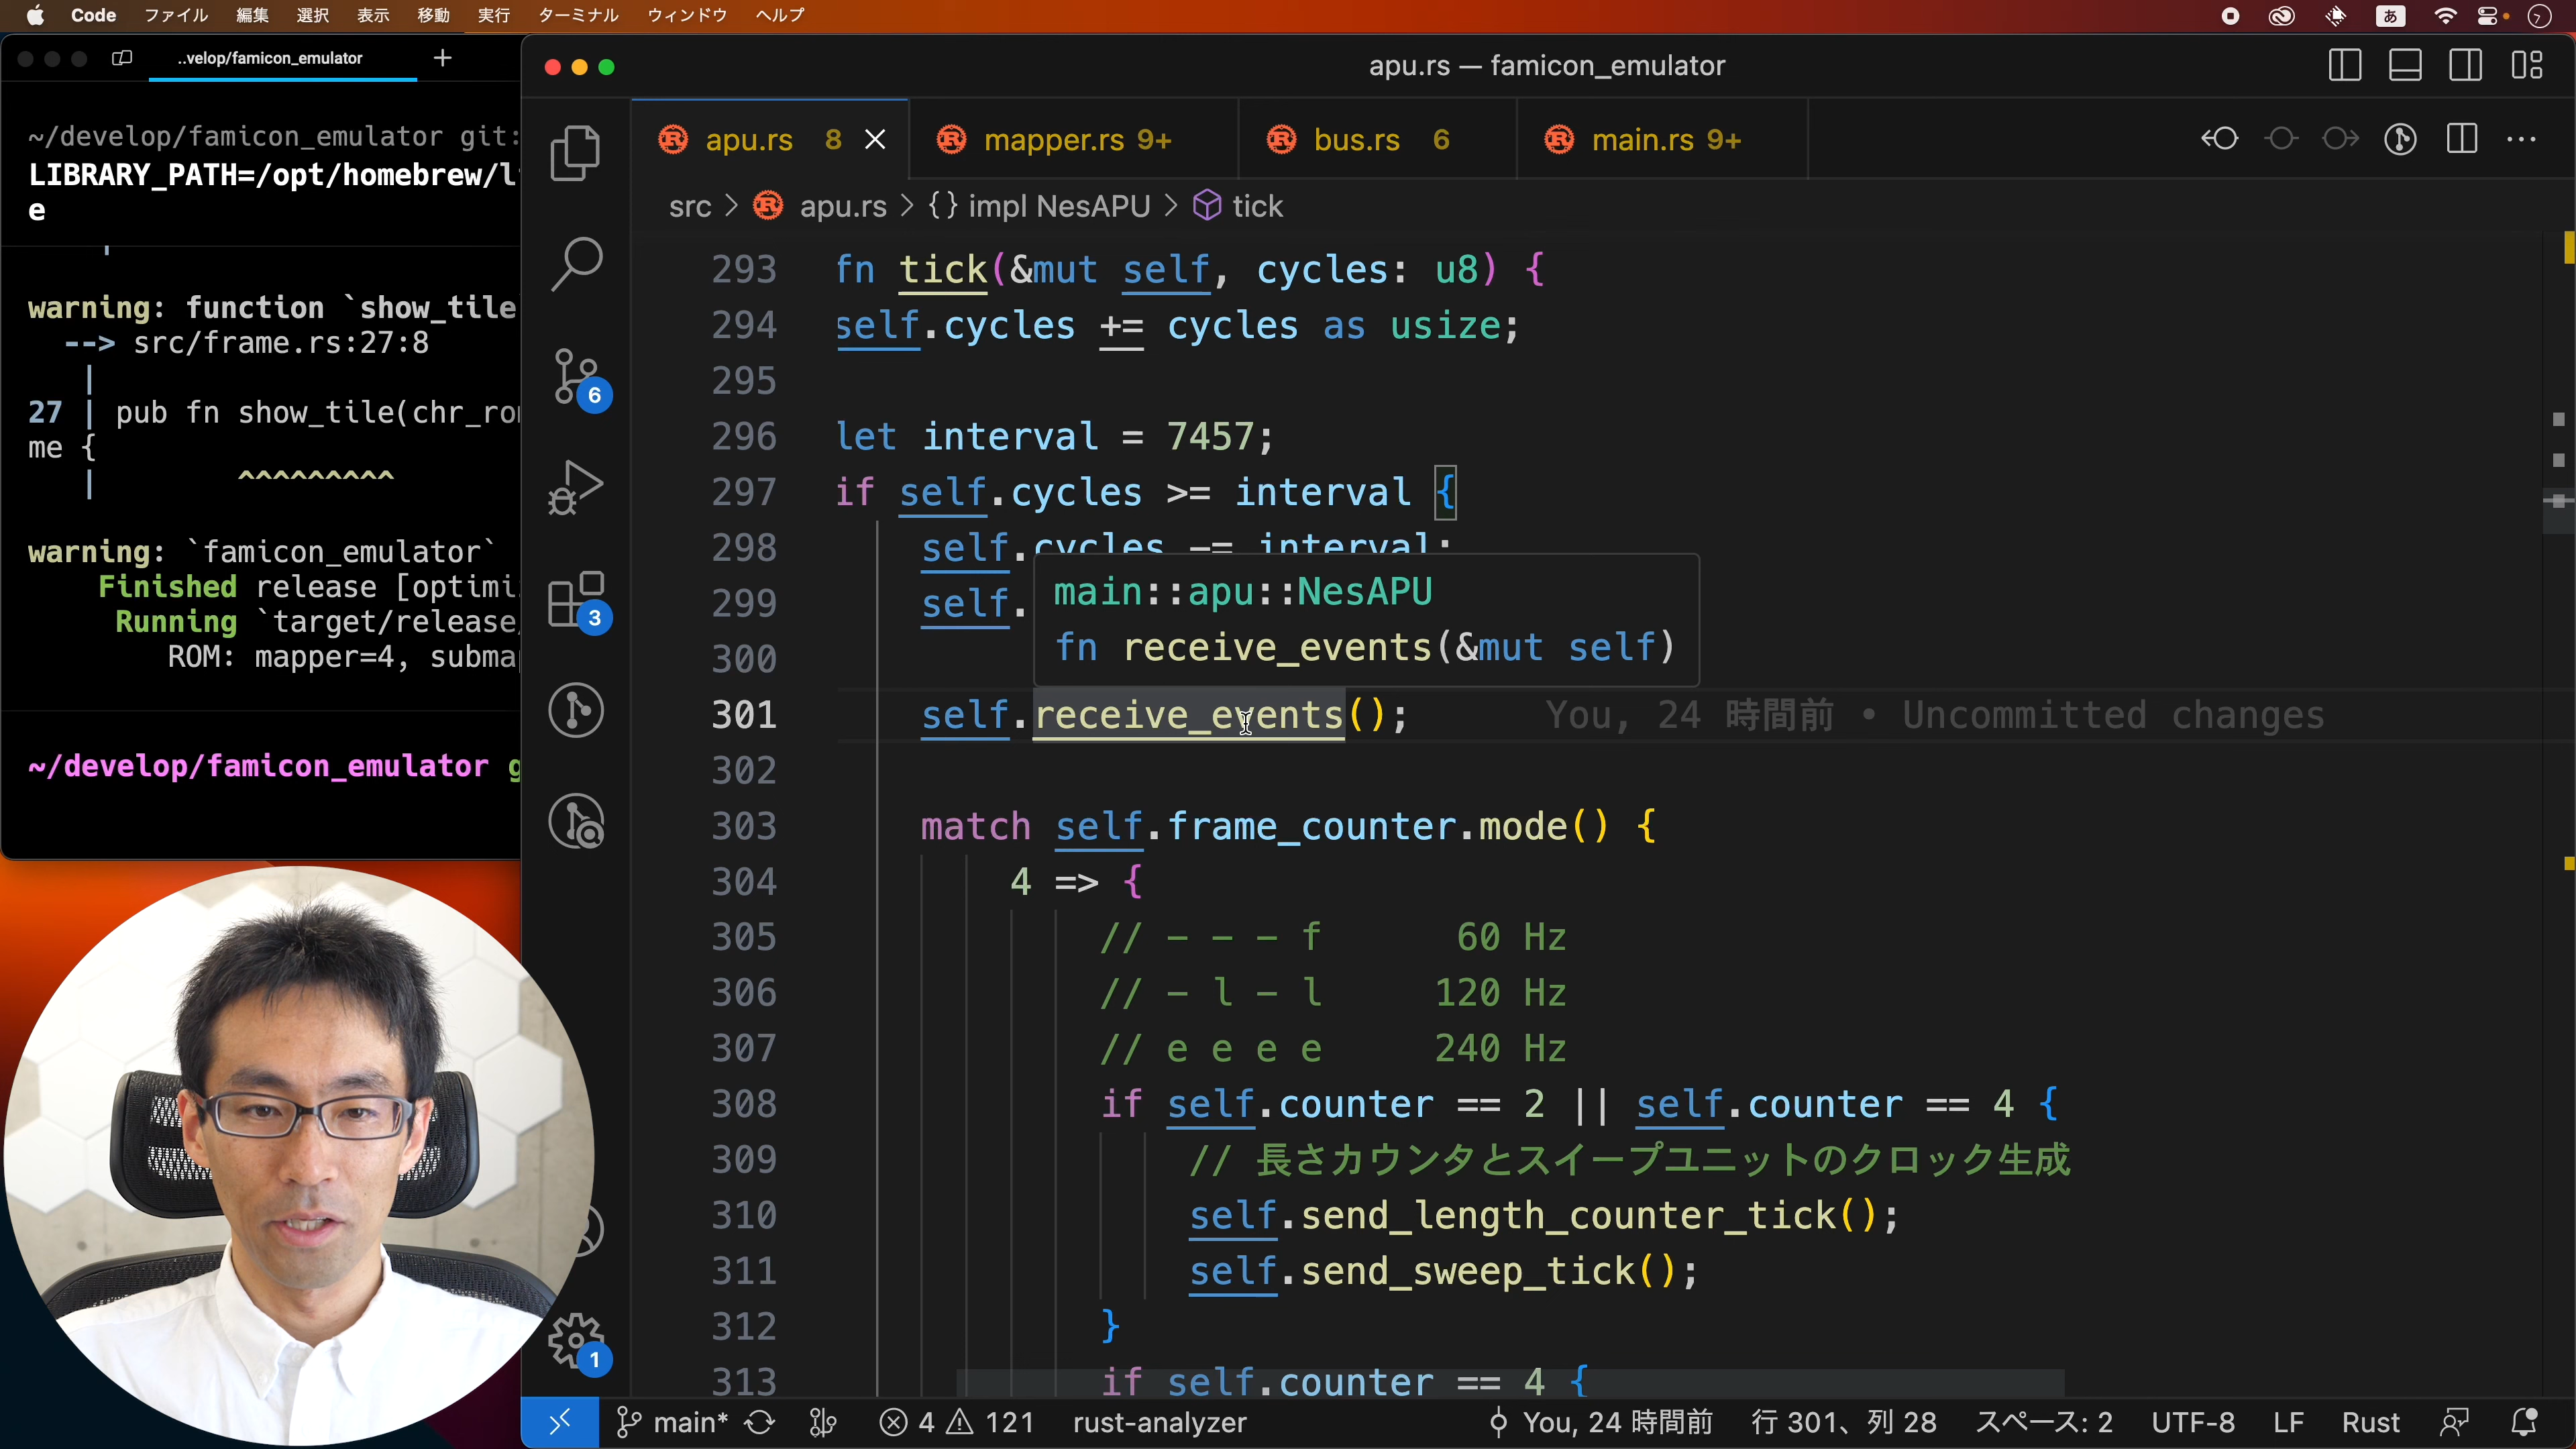 Code ファイル 編集 選択 表示 移動 実行 ターミナル ウィンドウ ヘルプ あ
..velop/famicon_emulator
~/develop/famicon_emulator git:
LIBRARY_PATH=/opt/homebrew/l
e
warning: function `show_tile
--> src/frame.rs:27:8
|
27 | pub fn show_tile(chr_ro
me {
| ^^^^^^^^^
warning: `famicon_emulator`
Finished release [optimi
Running `target/release
ROM: mapper=4, subma
~/develop/famicon_emulator g
apu.rs — famicon_emulator
apu.rs 8 mapper.rs 9+ bus.rs 6 main.rs 9+
src > apu.rs > {} impl NesAPU > tick
6
3
1
293 fn tick(&mut self, cycles: u8) {
294 self.cycles += cycles as usize;
295
296 let interval = 7457;
297 if self.cycles >= interval {
298 self.cycles -= interval;
299 self.
main::apu::NesAPU
fn receive_events(&mut self)
300
301 self.receive_events(); You, 24 時間前 • Uncommitted changes
302
303 match self.frame_counter.mode() {
304 4 => {
305 // - - - f 60 Hz
306 // - l - l 120 Hz
307 // e e e e 240 Hz
308 if self.counter == 2 || self.counter == 4 {
309 // 長さカウンタとスイープユニットのクロック生成
310 self.send_length_counter_tick();
311 self.send_sweep_tick();
312 }
313 if self.counter == 4 {
main* 4 121 rust-analyzer You, 24 時間前 行 301、列 28 スペース: 2 UTF-8 LF Rust